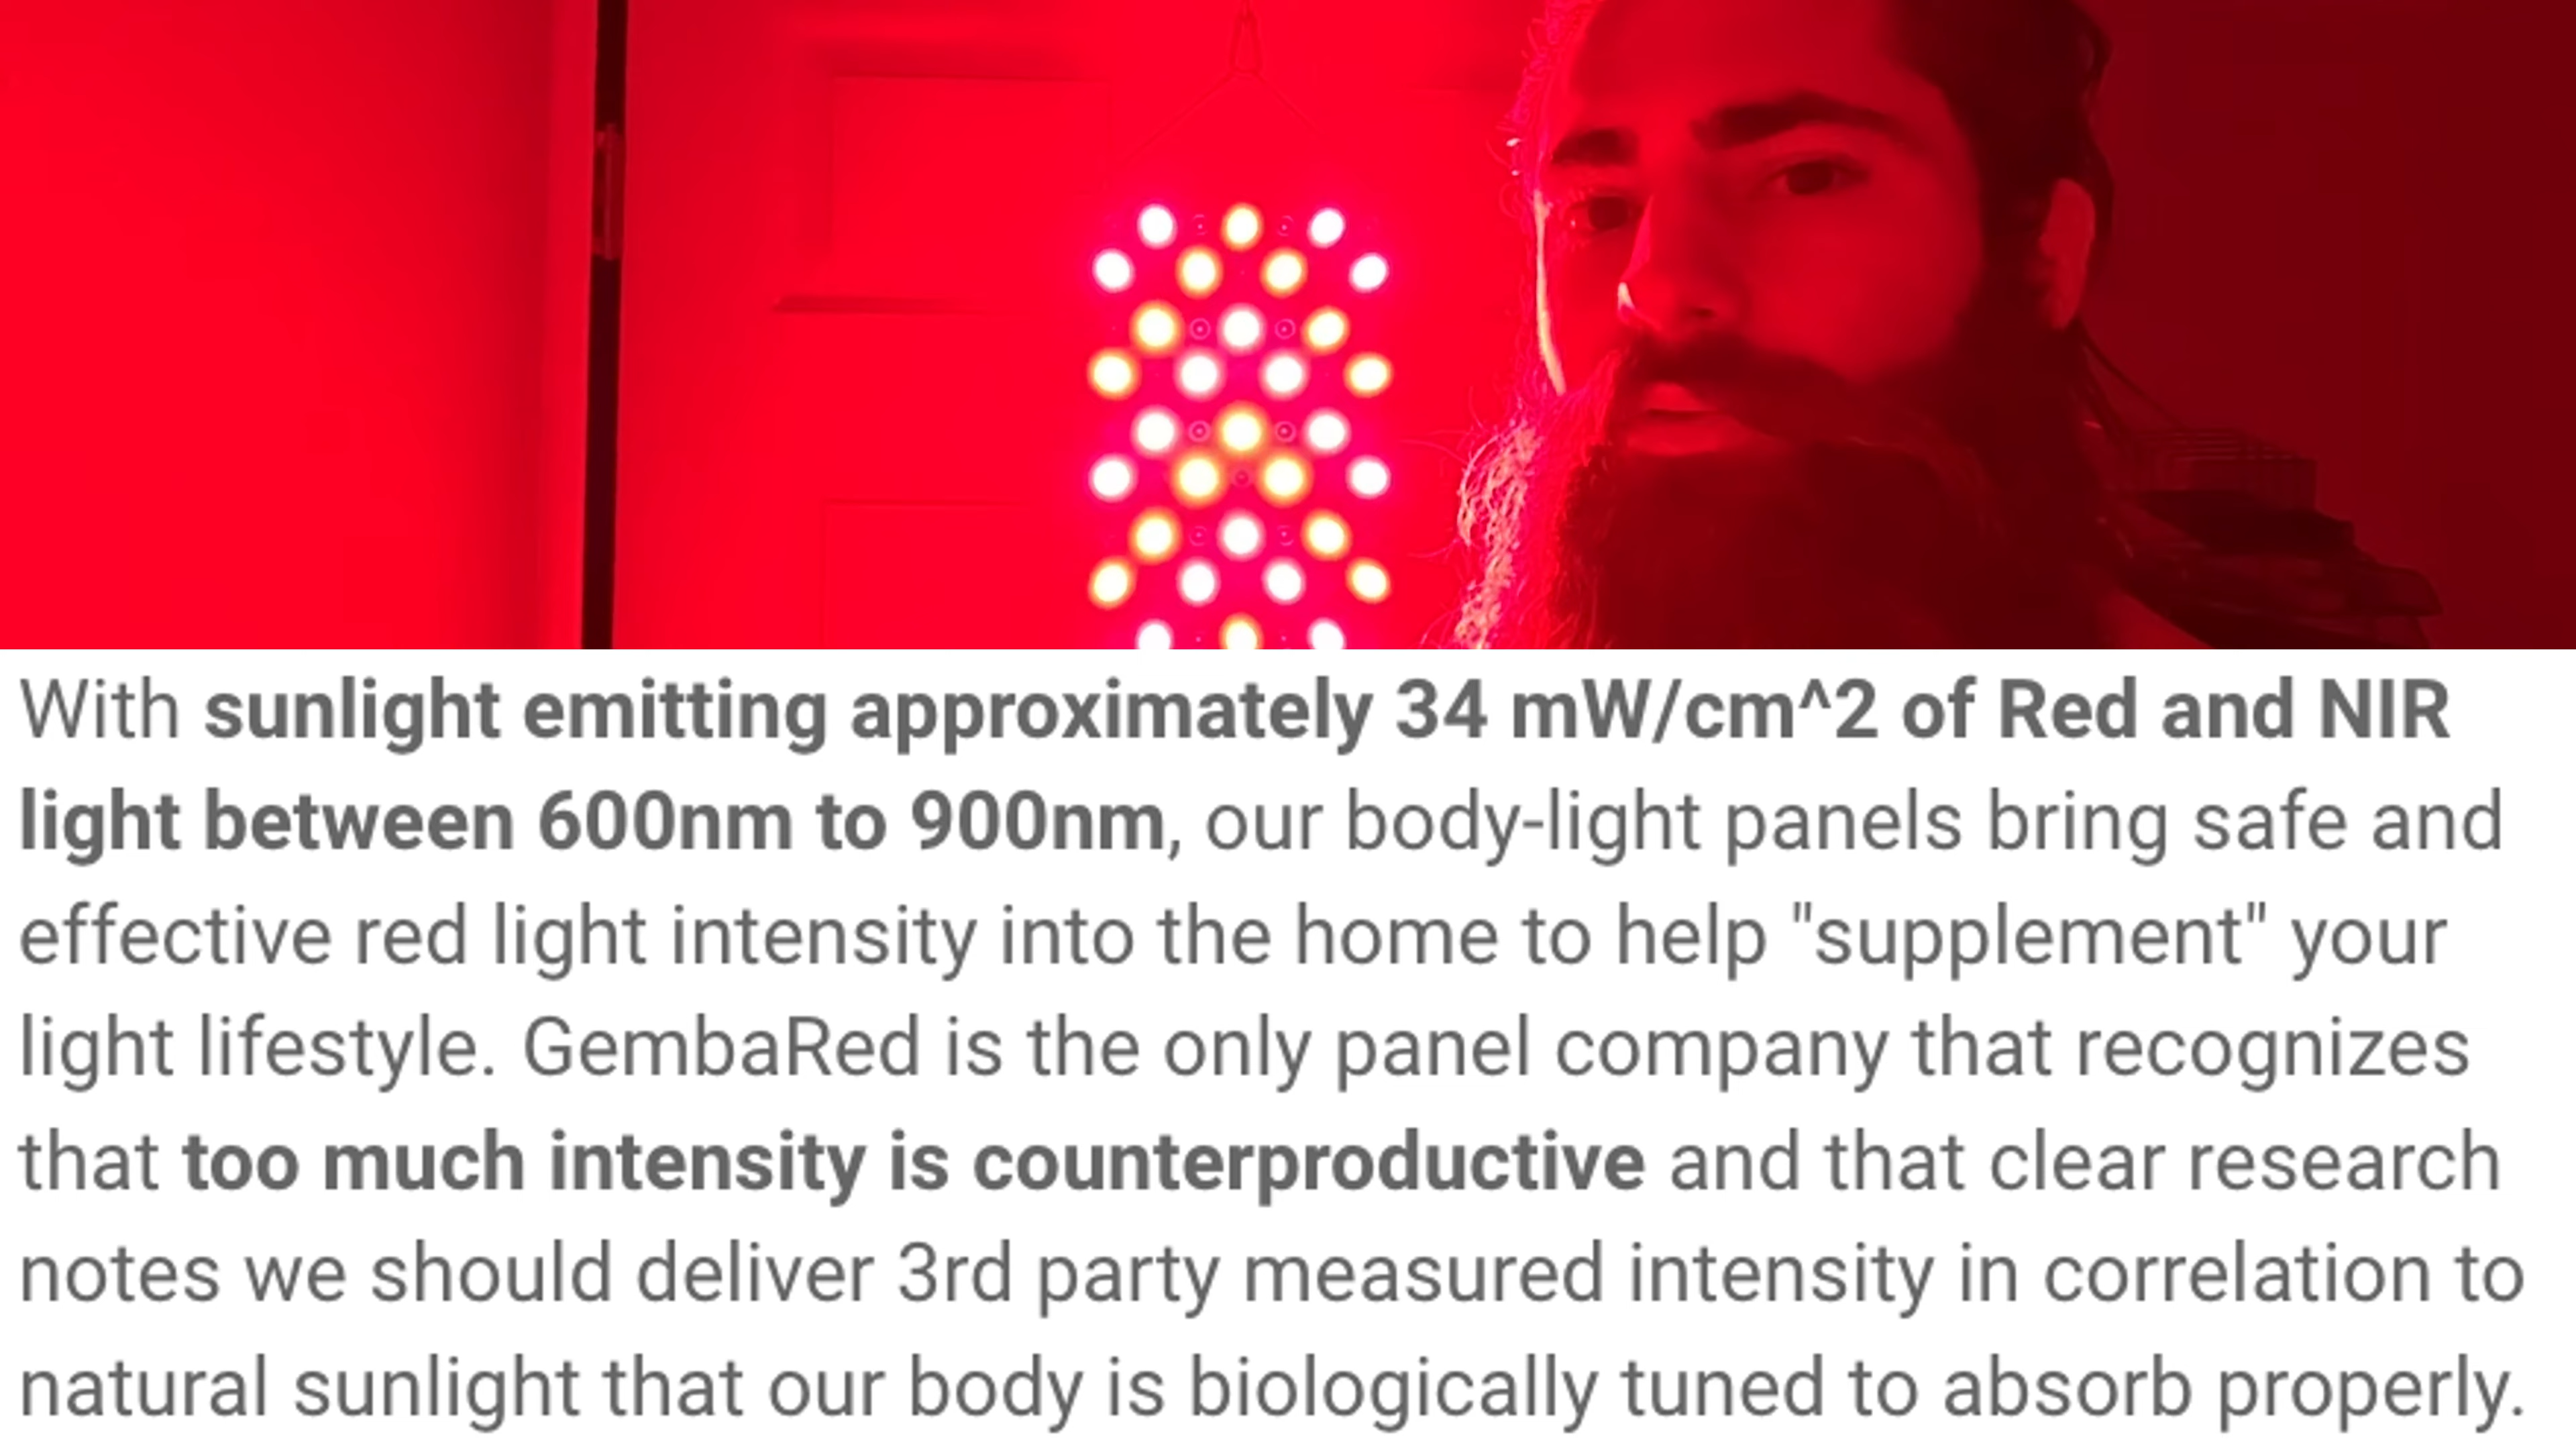 With sunlight emitting approximately 34 mW/cm^2 of Red and NIR
light between 600nm to 900nm, our body-light panels bring safe and
effective red light intensity into the home to help "supplement" your
light lifestyle. GembaRed is the only panel company that recognizes
that too much intensity is counterproductive and that clear research
notes we should deliver 3rd party measured intensity in correlation to
natural sunlight that our body is biologically tuned to absorb properly.